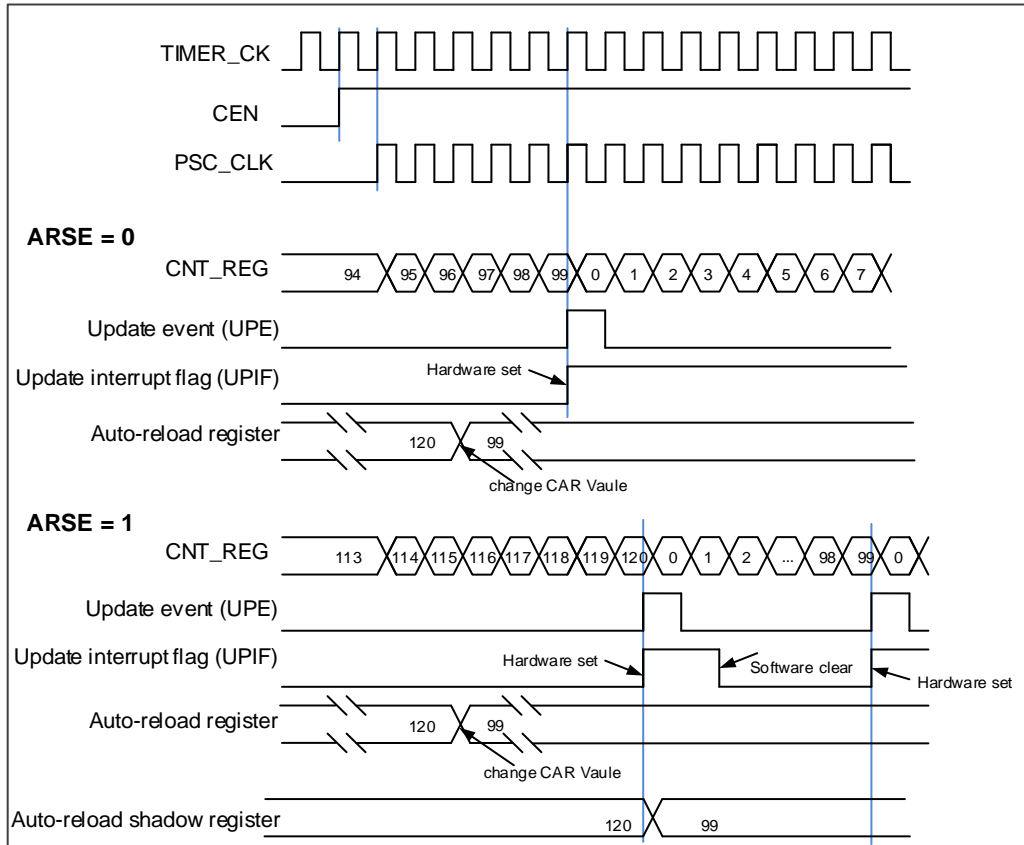 TIMER_CK
CEN
PSC_CLK
ARSE = 0
CNT_REG 94 95 96 97 98 99 0 1 2 3 4 5 6 7
Update event (UPE)
Hardware set
Update interrupt flag (UPIF)
Auto-reload register 120 99
change CAR Vaule
ARSE = 1
CNT_REG 113 114 115 116 117 118 119 120 0 1 2 ... 98 99 0
Update event (UPE)
Update interrupt flag (UPIF) Hardware set Software clear Hardware set
Auto-reload register 120 99
change CAR Vaule
Auto-reload shadow register 120 99